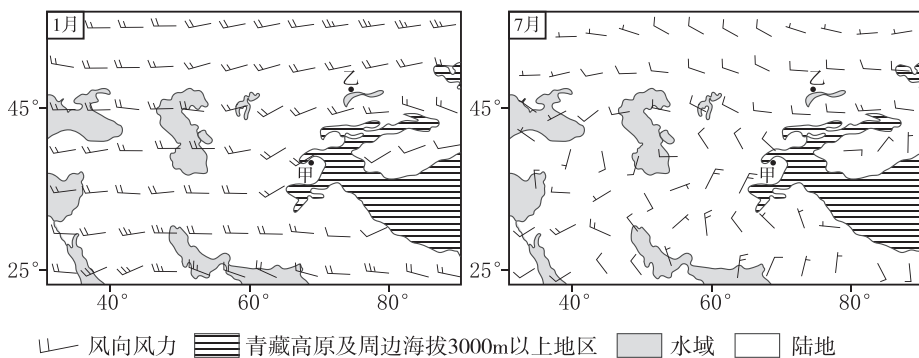 1月
7月
乙
乙
45°
45°
甲
甲
25°
25°
40° 60° 80°
40° 60° 80°
风向风力 青藏高原及周边海拔3000m以上地区 水域 陆地